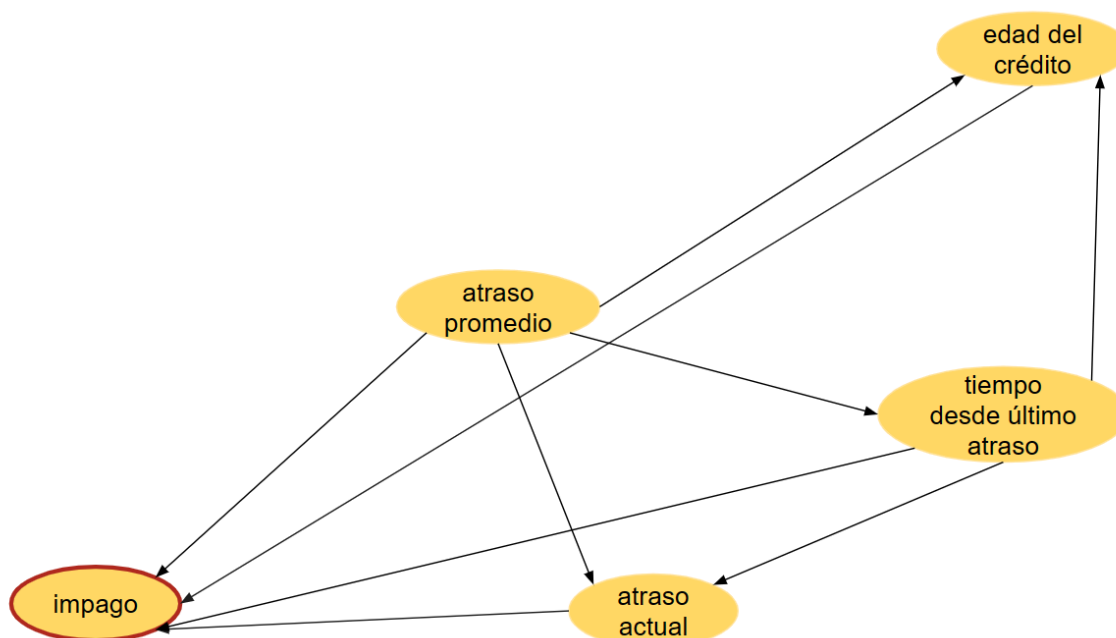 edad del
crédito
atraso
promedio
tiempo
desde último
atraso
impago
atraso
actual